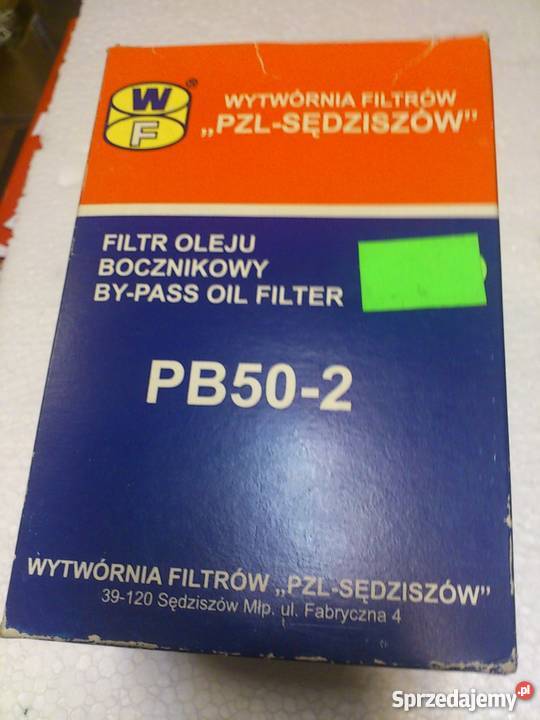 W
F
®
WYTWÓRNIA FILTRÓW
„PZL-SĘDZISZÓW"
FILTR OLEJU
BOCZNIKOWY
BY-PASS OIL FILTER
PB50-2
WYTWÓRNIA FILTRÓW „PZL-SĘDZISZÓW"
39-120 Sędziszów Młp. ul. Fabryczna 4
Sprzedajemy.pl